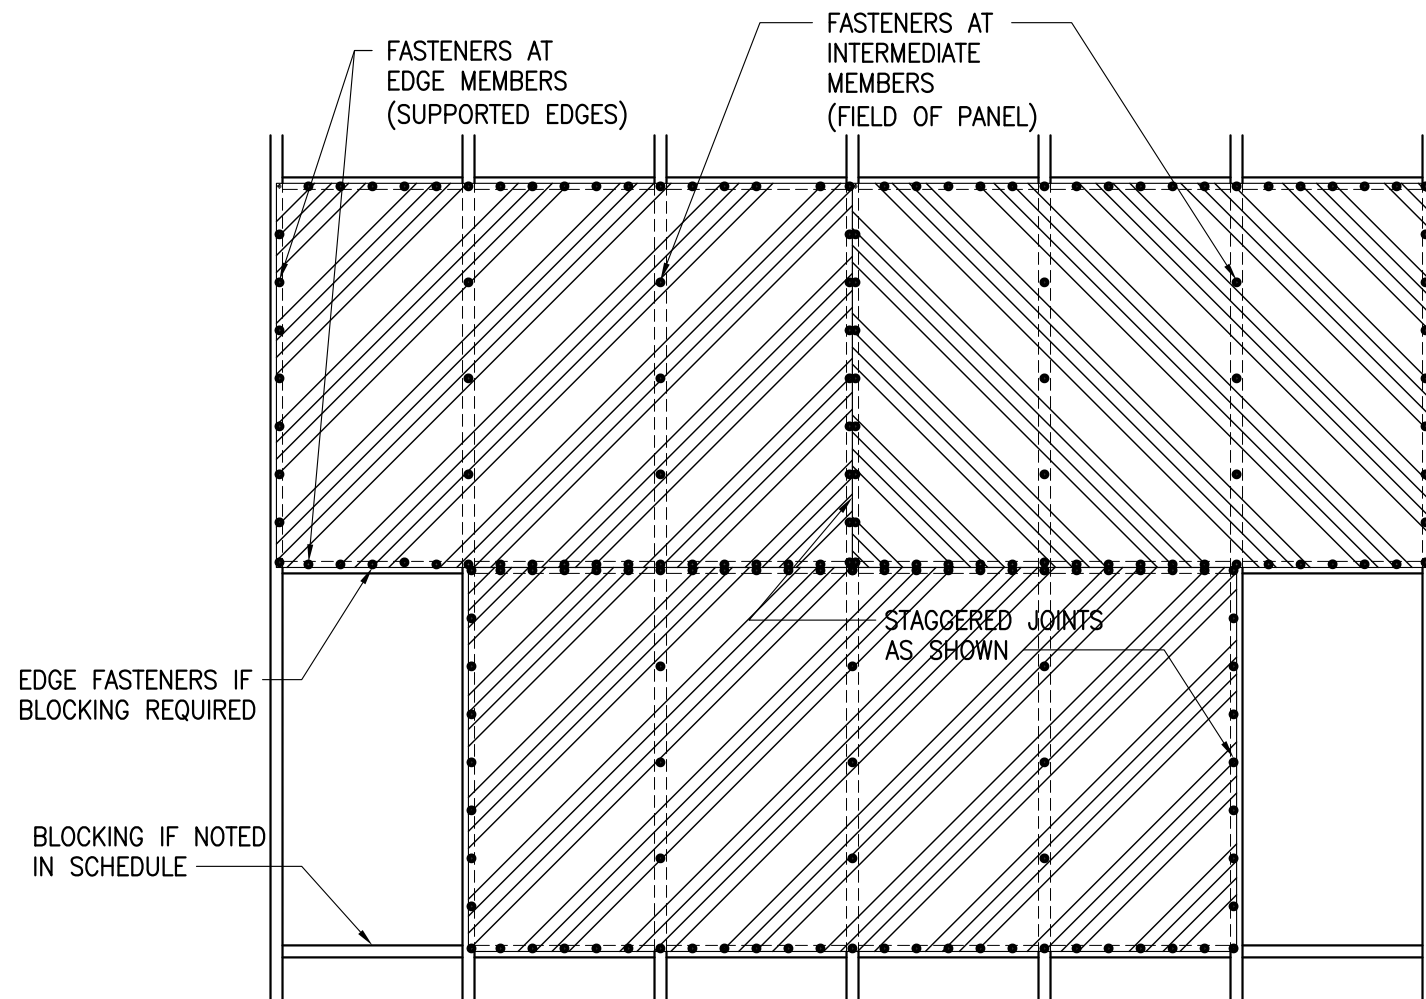 FASTENERS AT
EDGE MEMBERS
(SUPPORTED EDGES)
FASTENERS AT
INTERMEDIATE
MEMBERS
(FIELD OF PANEL)
STAGGERED JOINTS
AS SHOWN
EDGE FASTENERS IF
BLOCKING REQUIRED
BLOCKING IF NOTED
IN SCHEDULE